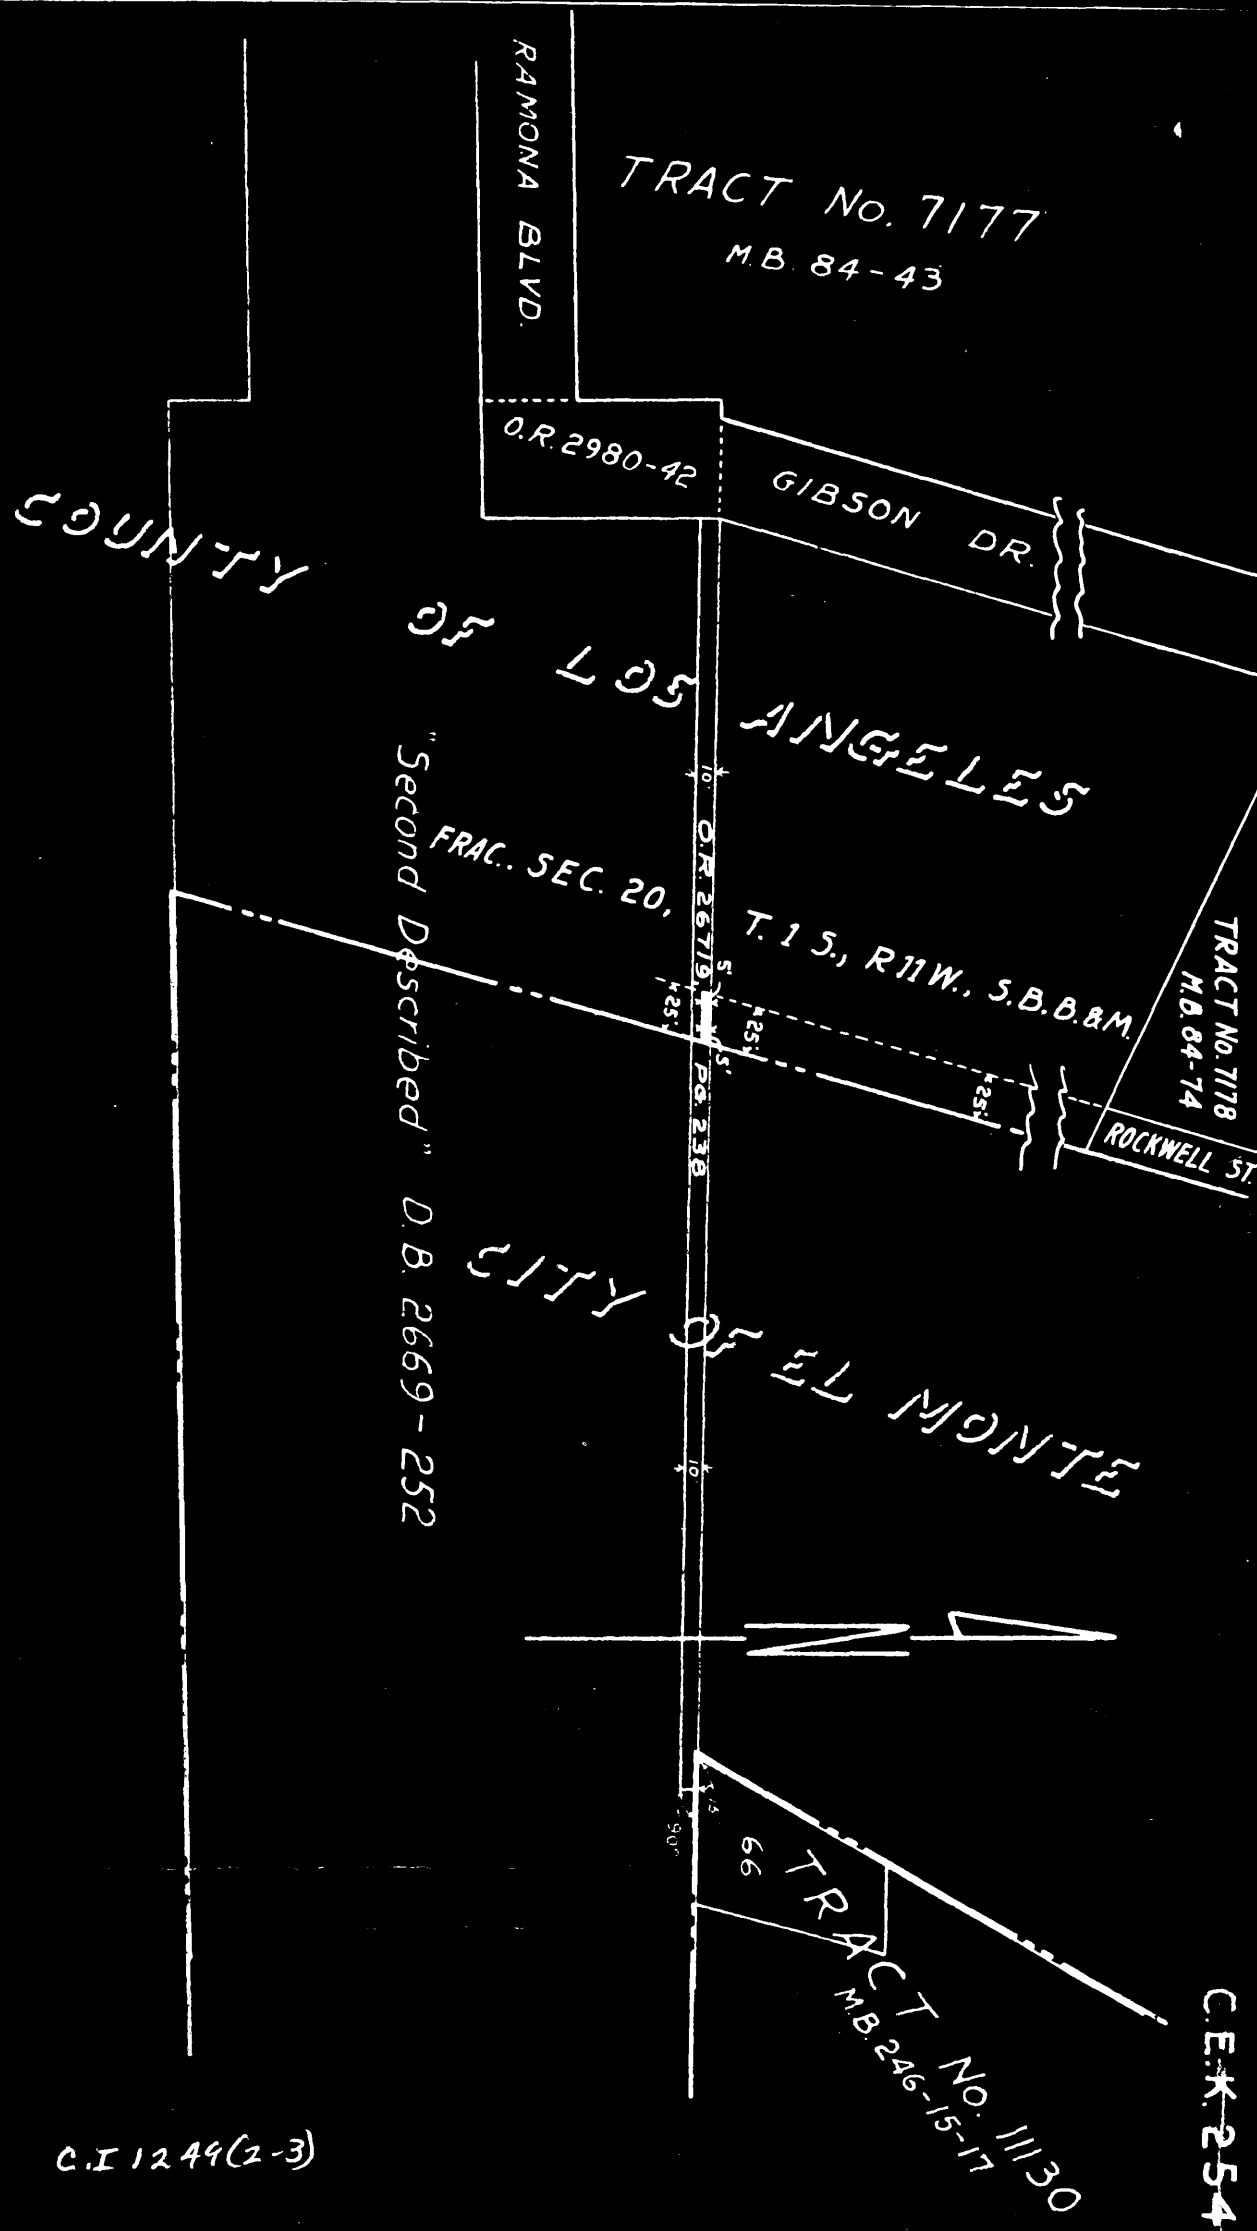 RAMONA BLVD.
TRACT No. 7177
M.B. 84-43
O.R. 2980-42
GIBSON DR.
COUNTY OF LOS ANGELES
10'
O.R. 26719, PG. 238
"Second Described" D.B. 2669-252
FRAC. SEC. 20, T. 1 S., R 11 W., S.B.B.&M.
TRACT No. 7178
M.B. 84-74
5'
25'
25'
5'
25'
ROCKWELL ST.
CITY OF EL MONTE
10'
15'
90°
66
TRACT No. 11130
M.B. 246-15-17
C.E.K. 254
C.I 1249(2-3)